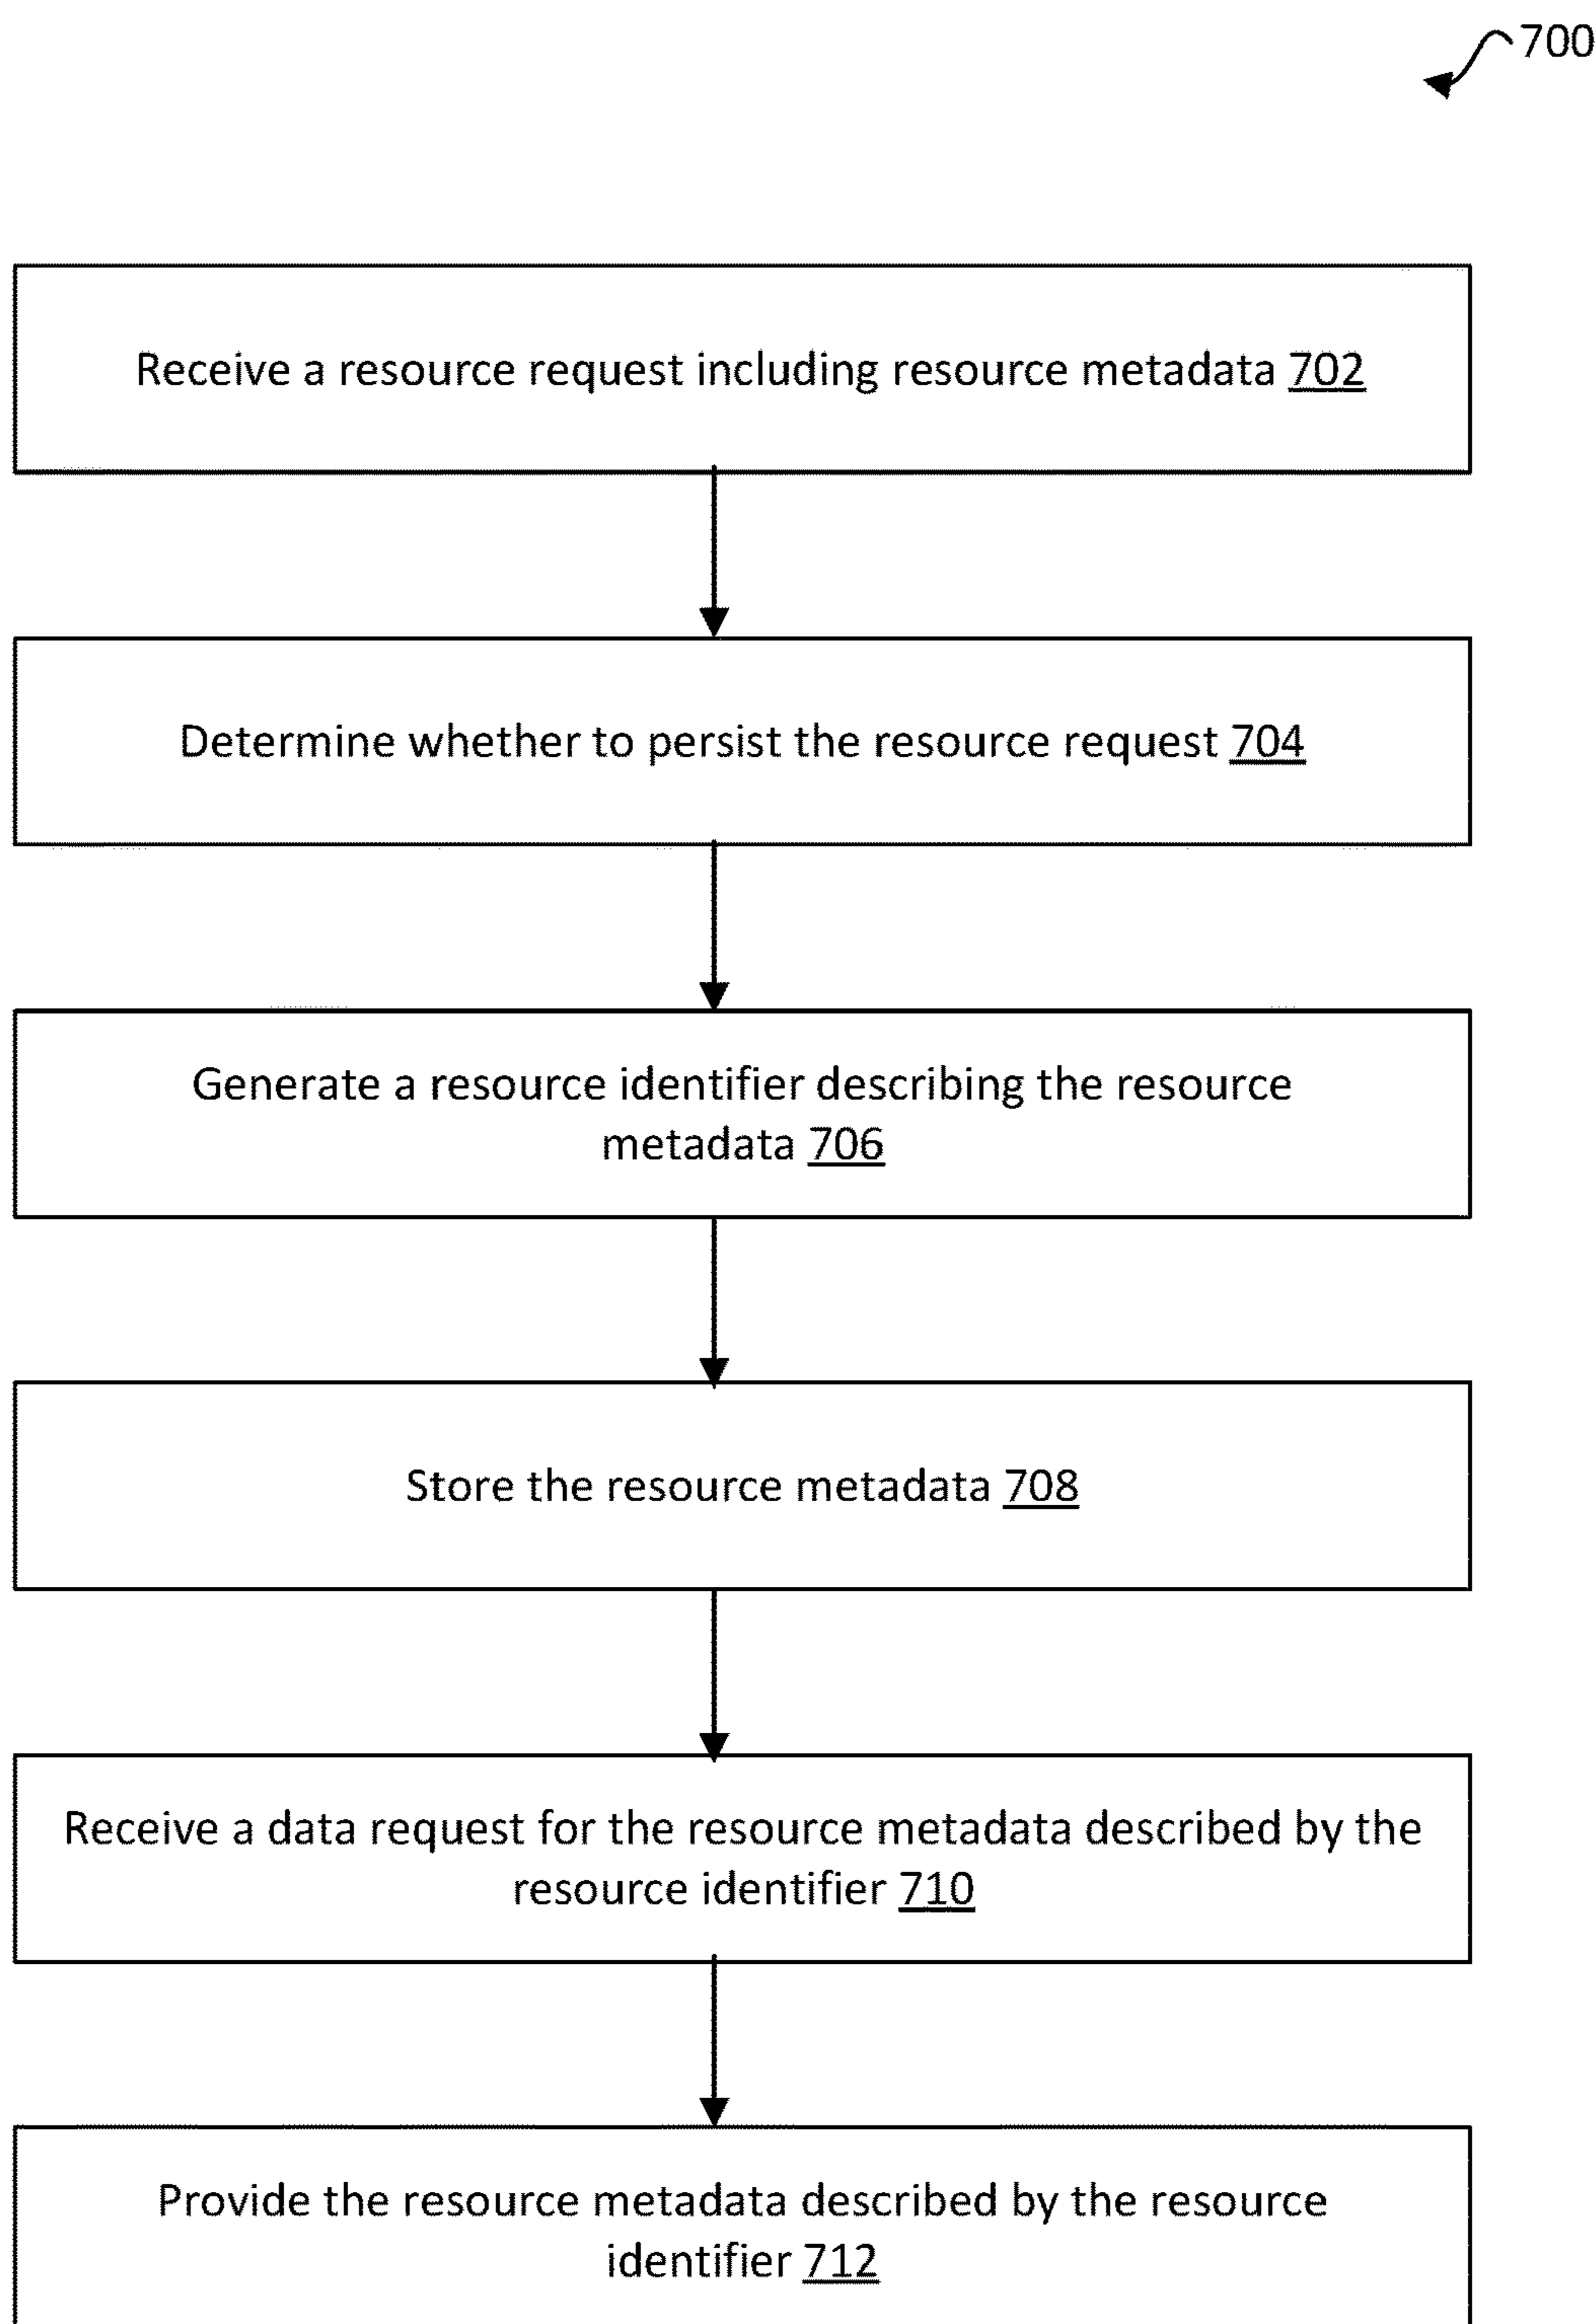 700
Receive a resource request including resource metadata 702
Determine whether to persist the resource request 704
Generate a resource identifier describing the resource
metadata 706
Store the resource metadata 708
Receive a data request for the resource metadata described by the
resource identifier 710
Provide the resource metadata described by the resource
identifier 712